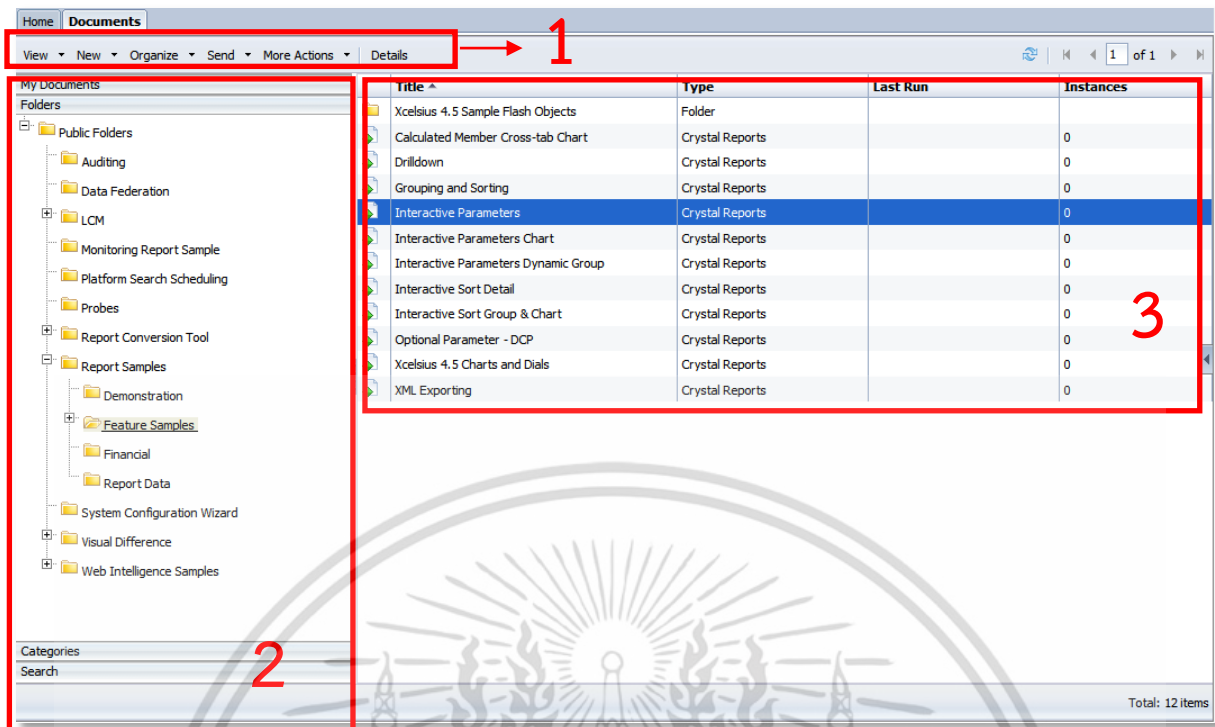 Home Documents
View New Organize Send More Actions Details 1 1 of 1
My Documents
Folders
Public Folders
Auditing
Data Federation
LCM
Monitoring Report Sample
Platform Search Scheduling
Probes
Report Conversion Tool
Report Samples
Demonstration
Feature Samples
Financial
Report Data
System Configuration Wizard
Visual Difference
Web Intelligence Samples
Categories
Search
2
Title Type Last Run Instances
Xcelsius 4.5 Sample Flash Objects Folder
Calculated Member Cross-tab Chart Crystal Reports 0
Drilldown Crystal Reports 0
Grouping and Sorting Crystal Reports 0
Interactive Parameters Crystal Reports 0
Interactive Parameters Chart Crystal Reports 0
Interactive Parameters Dynamic Group Crystal Reports 0
Interactive Sort Detail Crystal Reports 0
Interactive Sort Group & Chart Crystal Reports 0
Optional Parameter - DCP Crystal Reports 0
Xcelsius 4.5 Charts and Dials Crystal Reports 0
XML Exporting Crystal Reports 0
3
Total: 12 items